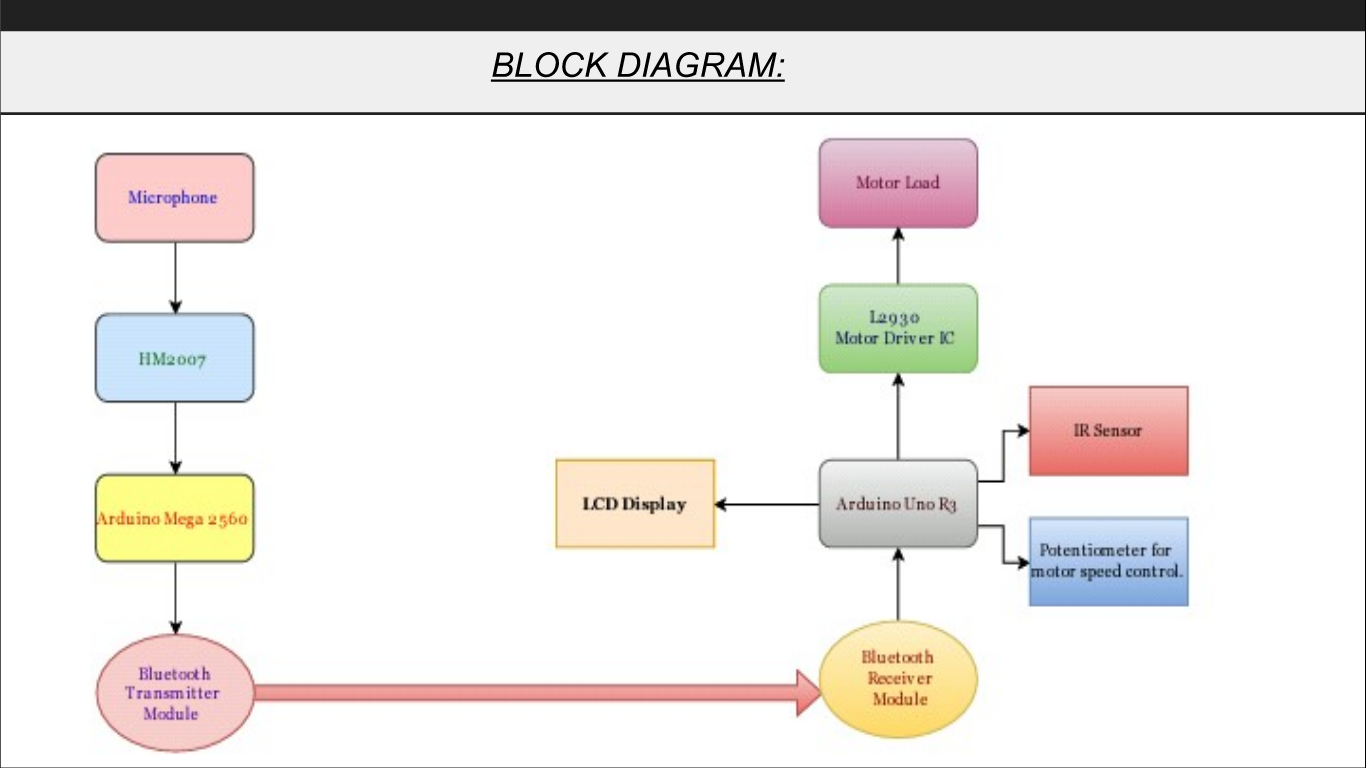 BLOCK DIAGRAM:
Microphone
HM2007
Arduino Mega 2560
Bluetooth
Transmitter
Module
Motor Load
L2930
Motor Driver IC
IR Sensor
LCD Display
Arduino Uno R3
Potentiometer for
motor speed control.
Bluetooth
Receiver
Module